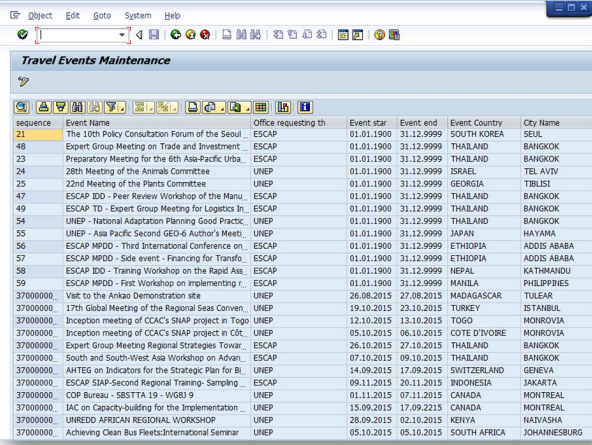 Object Edit Goto System Help
Travel Events Maintenance
sequence Event Name Office requesting th Event star Event end Event Country City Name
21 The 10th Policy Consultation Forum of the Seoul ... ESCAP 01.01.1900 31.12.9999 SOUTH KOREA SEUL
48 Expert Group Meeting on Trade and Investment ... ESCAP 01.01.1900 31.12.9999 THAILAND BANGKOK
23 Preparatory Meeting for the 6th Asia-Pacific Urba... ESCAP 01.01.1900 31.12.9999 THAILAND BANGKOK
24 28th Meeting of the Animals Committee UNEP 01.01.1900 31.12.9999 ISRAEL TEL AVIV
25 22nd Meeting of the Plants Committee UNEP 01.01.1900 31.12.9999 GEORGIA TIBLISI
47 ESCAP IDD - Peer Review Workshop of the Manu... ESCAP 01.01.1900 31.12.9999 THAILAND BANGKOK
49 ESCAP TD - Expert Group Meeting for Logistics In... ESCAP 01.01.1900 31.12.9999 THAILAND BANGKOK
54 UNEP - National Adaptation Planning Good Practic... UNEP 01.01.1900 31.12.9999 THAILAND BANGKOK
55 UNEP - Asia Pacific Second GEO-6 Author's Meeti... UNEP 01.01.1900 31.12.9999 JAPAN HAYAMA
56 ESCAP MPDD - Third International Conference on... ESCAP 01.01.1900 31.12.9999 ETHIOPIA ADDIS ABABA
57 ESCAP MPDD - Side event - Financing for Transfo... ESCAP 01.01.1900 31.12.9999 ETHIOPIA ADDIS ABABA
58 ESCAP IDD - Training Workshop on the Rapid Ass... ESCAP 01.01.1900 31.12.9999 NEPAL KATHMANDU
59 ESCAP MPDD - First Workshop on implementing r... ESCAP 01.01.1900 31.12.9999 MANILA PHILIPPINES
37000000... Visit to the Ankao Demonstration site UNEP 26.08.2015 27.08.2015 MADAGASCAR TULEAR
37000000... 17th Global Meeting of the Regional Seas Conven... UNEP 19.10.2015 23.10.2015 TURKEY ISTANBUL
37000000... Inception meeting of CCAC's SNAP project in Togo UNEP 12.10.2015 13.10.2015 TOGO MONROVIA
37000000... Inception meeting of CCAC's SNAP project in Côt... UNEP 05.10.2015 06.10.2015 COTE D'IVOIRE MONROVIA
37000000... Expert Group Meeting Regional Strategies Towar... ESCAP 26.10.2015 27.10.2015 THAILAND BANGKOK
37000000... South and South-West Asia Workshop on Advan... ESCAP 07.10.2015 09.10.2015 THAILAND BANGKOK
37000000... AHTEG on Indicators for the Strategic Plan for Bi... UNEP 14.09.2015 17.09.2015 SWITZERLAND GENEVA
37000000... ESCAP SIAP-Second Regional Training- Sampling ... ESCAP 09.11.2015 20.11.2015 INDONESIA JAKARTA
37000000... COP Bureau - SBSTTA 19 - WG8J 9 UNEP 01.11.2015 07.11.2015 CANADA MONTREAL
37000000... IAC on Capacity-building for the Implementation ... UNEP 15.09.2015 17.09.2215 CANADA MONTREAL
37000000... UNREDD AFRICAN REGIONAL WORKSHOP UNEP 28.09.2015 02.10.2015 KENYA NAIVASHA
37000000... Achieving Clean Bus Fleets:International Seminar UNEP 05.10.2015 05.10.2015 SOUTH AFRICA JOHANNESBURG